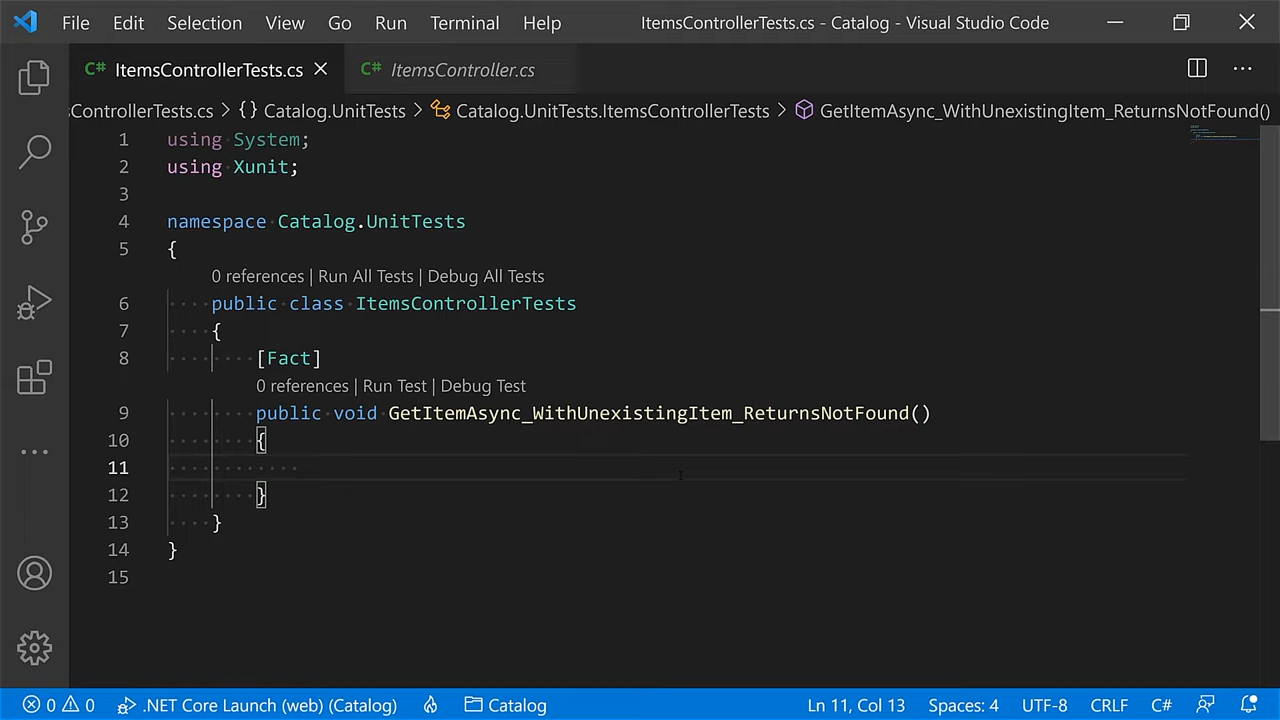 File Edit Selection View Go Run Terminal Help ItemsControllerTests.cs - Catalog - Visual Studio Code
C# ItemsControllerTests.cs C# ItemsController.cs
sControllerTests.cs > {} Catalog.UnitTests > Catalog.UnitTests.ItemsControllerTests > GetItemAsync_WithUnexistingItem_ReturnsNotFound()
1 using System;
2 using Xunit;
3
4 namespace Catalog.UnitTests
5 {
0 references | Run All Tests | Debug All Tests
6 public class ItemsControllerTests
7 {
8 [Fact]
0 references | Run Test | Debug Test
9 public void GetItemAsync_WithUnexistingItem_ReturnsNotFound()
10 {
11
12 }
13 }
14 }
15
0 0 .NET Core Launch (web) (Catalog) Catalog Ln 11, Col 13 Spaces: 4 UTF-8 CRLF C#